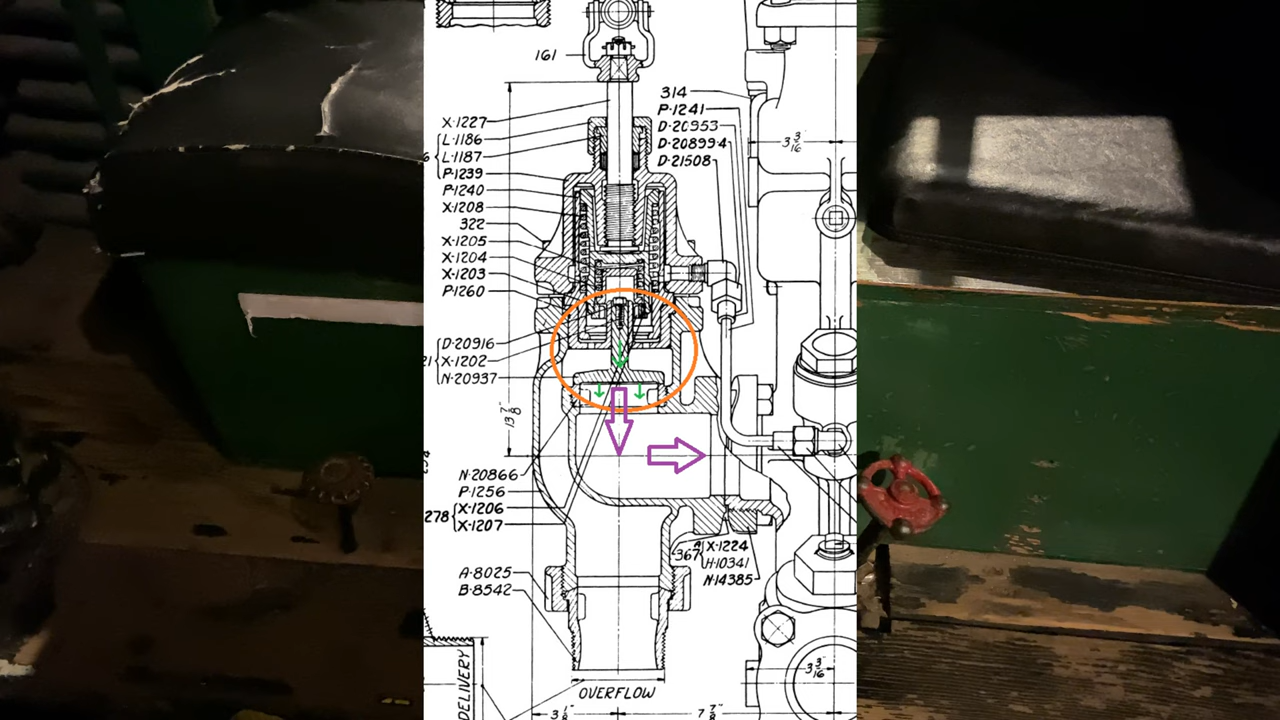 161
X-1227
L-1186
L-1187
P-1239
P-1240
X-1208
322
X-1205
X-1204
X-1203
P-1260
D-20916
X-1202
N-20937
13 7/8"
N-20866
P-1256
278
X-1206
X-1207
A-8025
B-8542
DELIVERY
OVERFLOW
3 1/8
7 7/8"
314
P-1241
D-20953
D-20899-4
D-21508
3 3/16
367
X-1224
H-10341
N-14385
3 3/16